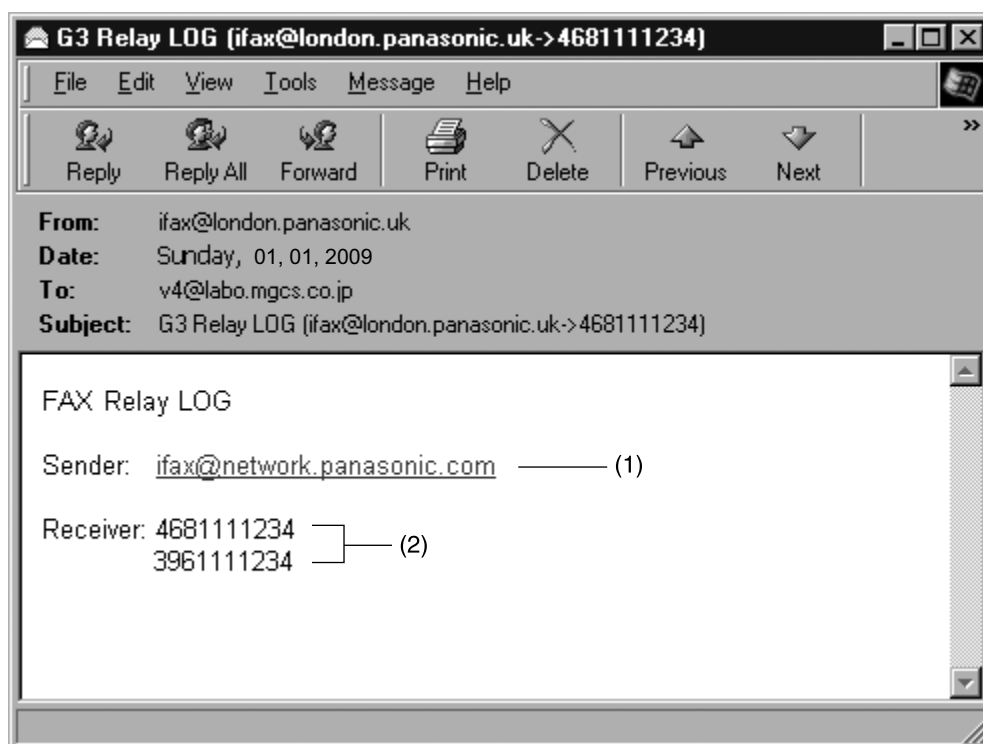 G3 Relay LOG (ifax@london.panasonic.uk->4681111234)
File Edit View Tools Message Help
Reply Reply All Forward Print Delete Previous Next »
From: ifax@london.panasonic.uk
Date: Sunday, 01, 01, 2009
To: v4@labo.mgcs.co.jp
Subject: G3 Relay LOG (ifax@london.panasonic.uk->4681111234)
FAX Relay LOG
Sender: ifax@network.panasonic.com (1)
Receiver: 4681111234
(2)
3961111234